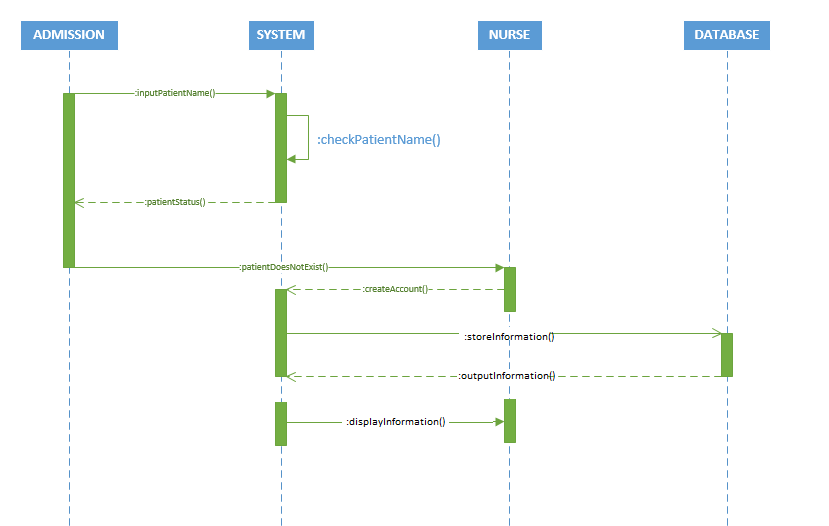 ADMISSION
SYSTEM
NURSE
DATABASE
:inputPatientName()
:checkPatientName()
:patientStatus()
:patientDoesNotExist()
:createAccount()
:storeInformation()
:outputInformation()
:displayInformation()